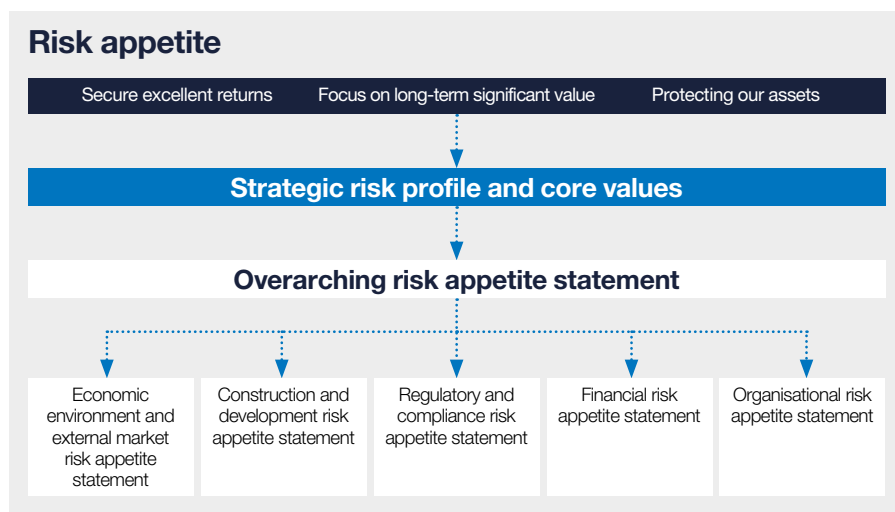 Risk appetite
Secure excellent returns
Focus on long-term significant value
Protecting our assets
Strategic risk profile and core values
Overarching risk appetite statement
Economic
environment and
external market
risk appetite
statement
Construction and
development risk
appetite statement
Regulatory and
compliance risk
appetite statement
Financial risk
appetite statement
Organisational risk
appetite statement